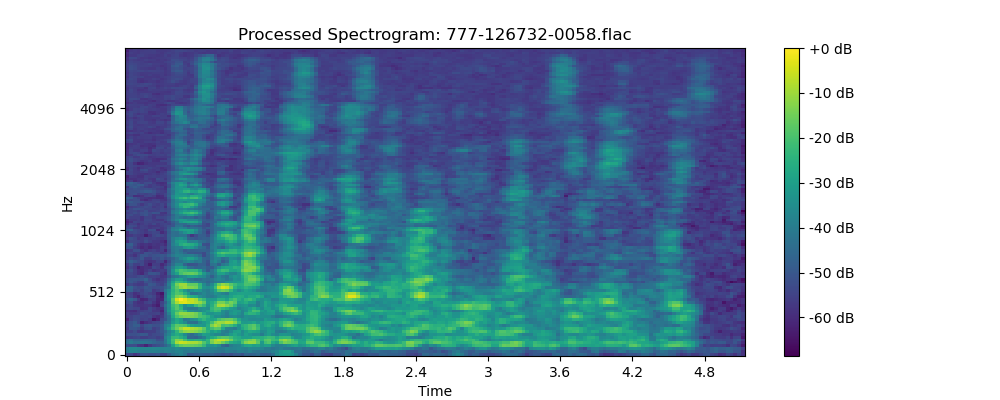 Processed Spectrogram: 777-126732-0058.flac
+0 dB
-10 dB
-20 dB
-30 dB
-40 dB
-50 dB
-60 dB
Hz
4096
2048
1024
512
0
0 0.6 1.2 1.8 2.4 3 3.6 4.2 4.8
Time